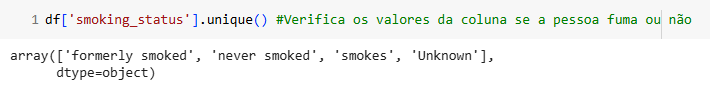 1 df['smoking_status'].unique() #Verifica os valores da coluna se a pessoa fuma ou não
array(['formerly smoked', 'never smoked', 'smokes', 'Unknown'],
      dtype=object)